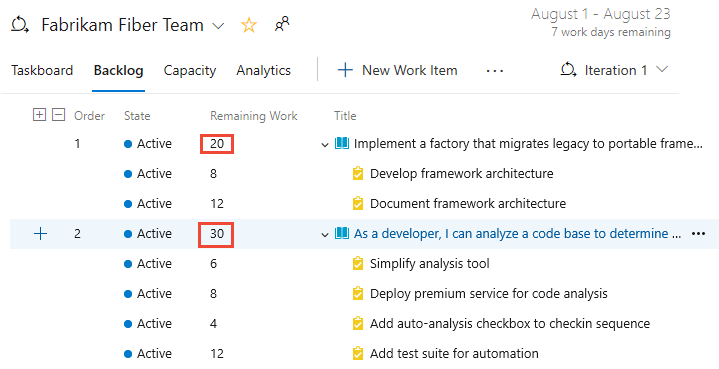 Fabrikam Fiber Team
August 1 - August 23
7 work days remaining
Taskboard Backlog Capacity Analytics + New Work Item ... Iteration 1
Order State Remaining Work Title
1 Active 20 Implement a factory that migrates legacy to portable frame...
Active 8 Develop framework architecture
Active 12 Document framework architecture
2 Active 30 As a developer, I can analyze a code base to determine ...
Active 6 Simplify analysis tool
Active 8 Deploy premium service for code analysis
Active 4 Add auto-analysis checkbox to checkin sequence
Active 12 Add test suite for automation